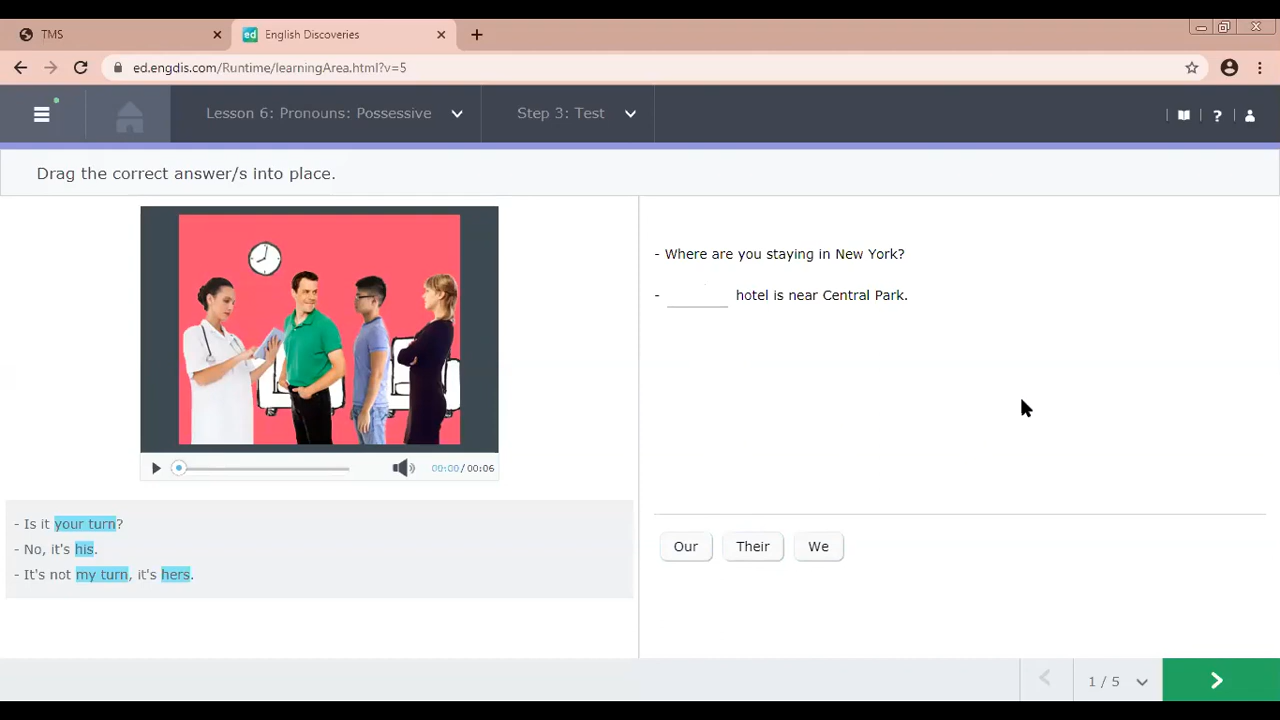 TMS
English Discoveries
ed.engdis.com/Runtime/learningArea.html?v=5
Lesson 6: Pronouns: Possessive
Step 3: Test
?
Drag the correct answer/s into place.
00:00/00:06
- Is it your turn?
- No, it's his.
- It's not my turn, it's hers.
- Where are you staying in New York?
- ______ hotel is near Central Park.
Our
Their
We
1 / 5